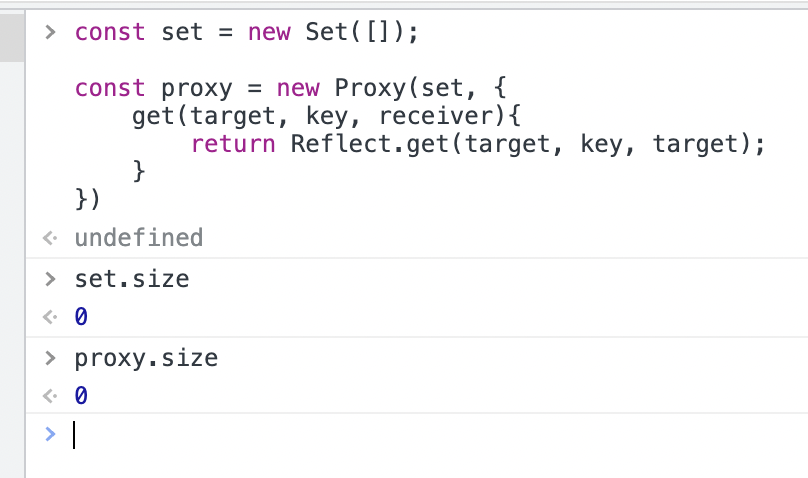 > const set = new Set([]);
const proxy = new Proxy(set, {
    get(target, key, receiver){
        return Reflect.get(target, key, target);
    }
})
<· undefined
> set.size
<· 0
> proxy.size
<· 0
>